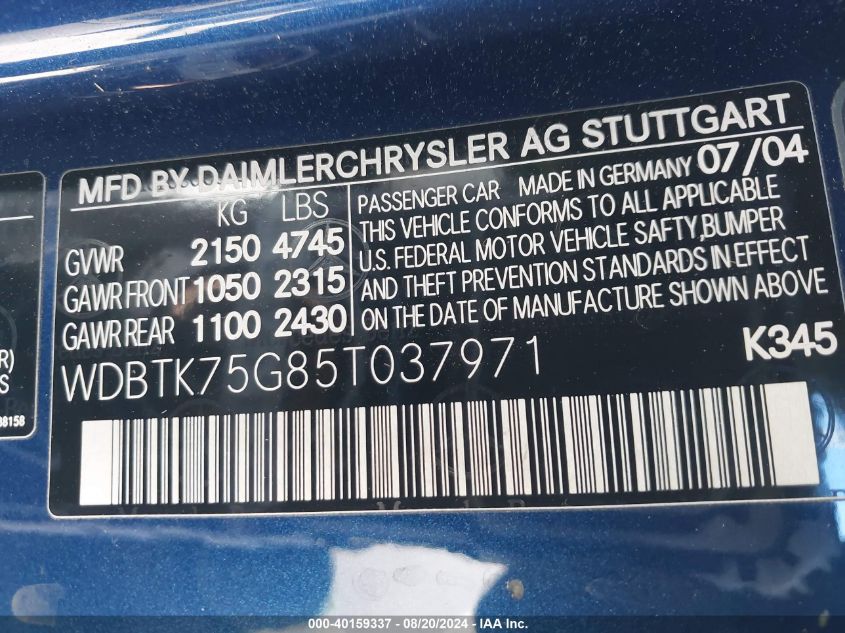 MFD BY DAIMLERCHRYSLER AG STUTTGART
KG LBS
GVWR 2150 4745
GAWR FRONT 1050 2315
GAWR REAR 1100 2430
PASSENGER CAR MADE IN GERMANY 07/04
THIS VEHICLE CONFORMS TO ALL APPLICABLE
U.S. FEDERAL MOTOR VEHICLE SAFTY,BUMPER
AND THEFT PREVENTION STANDARDS IN EFFECT
ON THE DATE OF MANUFACTURE SHOWN ABOVE
WDBTK75G85T037971 K345
R)
S
38158
000-40159337 - 08/20/2024 - IAA Inc.